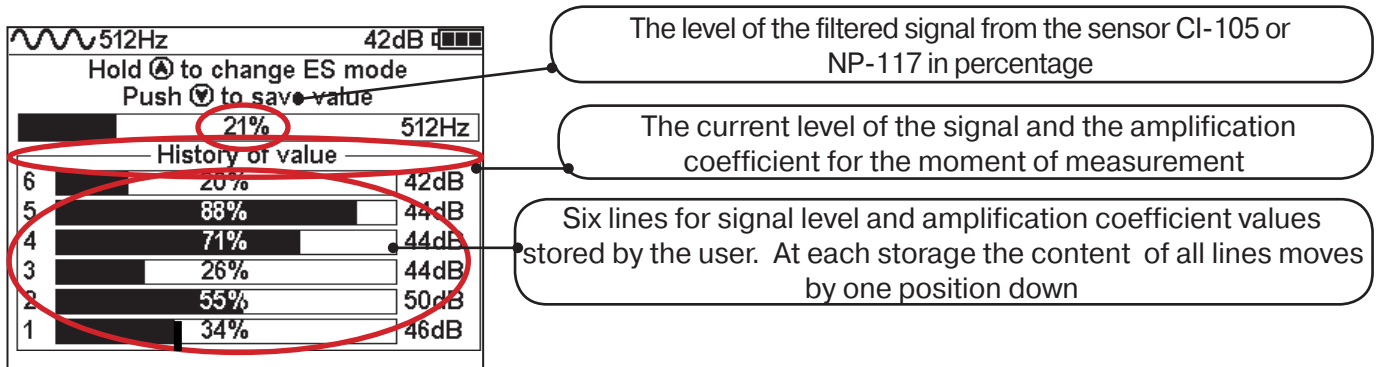 512Hz 42dB
Hold to change ES mode
Push to save value
21% 512Hz
History of value
6 20% 42dB
5 88% 44dB
4 71% 44dB
3 26% 44dB
2 55% 50dB
1 34% 46dB
The level of the filtered signal from the sensor CI-105 or
NP-117 in percentage
The current level of the signal and the amplification
coefficient for the moment of measurement
Six lines for signal level and amplification coefficient values
stored by the user. At each storage the content of all lines moves
by one position down